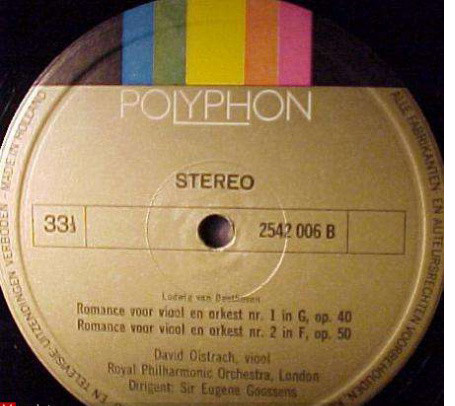 POLYPHON
STEREO
33⅓
2542 006 B
Ludwig van Beethoven
Romance voor viool en orkest nr. 1 in G, op. 40
Romance voor viool en orkest nr. 2 in F, op. 50
David Oistrach, viool
Royal Philharmonic Orchestra, London
Dirigent: Sir Eugene Goossens
ALLE FABRIKANTEN EN AUTEURSRECHTEN VOORBEHOUDEN
EN TELEVISIE-UITZENDINGEN VERBODEN - MADE IN HOLLAND